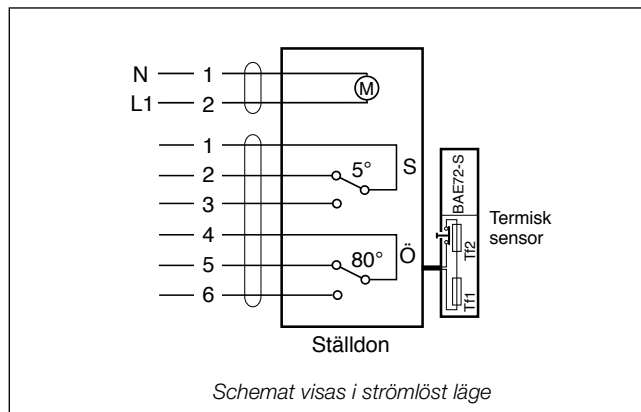 N 1
L1 2
M
1
2 5° S
3
4
5 80° Ö
6
BAE72-S
Tf2
Tf1
Termisk
sensor
Ställdon
Schemat visas i strömlöst läge